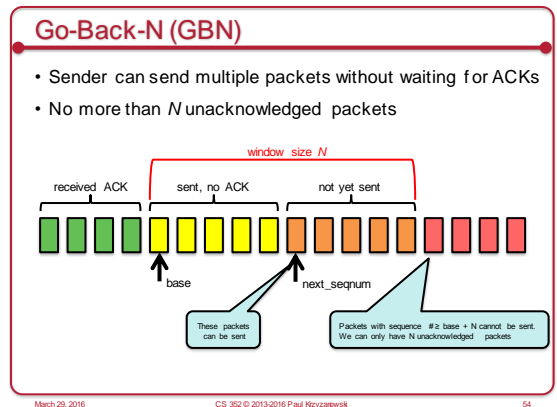 Go-Back-N (GBN)
• Sender can send multiple packets without waiting for ACKs
• No more than N unacknowledged packets
window size N
received ACK
sent, no ACK
not yet sent
base
next_seqnum
These packets
can be sent
Packets with sequence # ≥ base + N cannot be sent.
We can only have N unacknowledged packets
March 29, 2016
CS 352 © 2013-2016 Paul Krzyzanowski
54